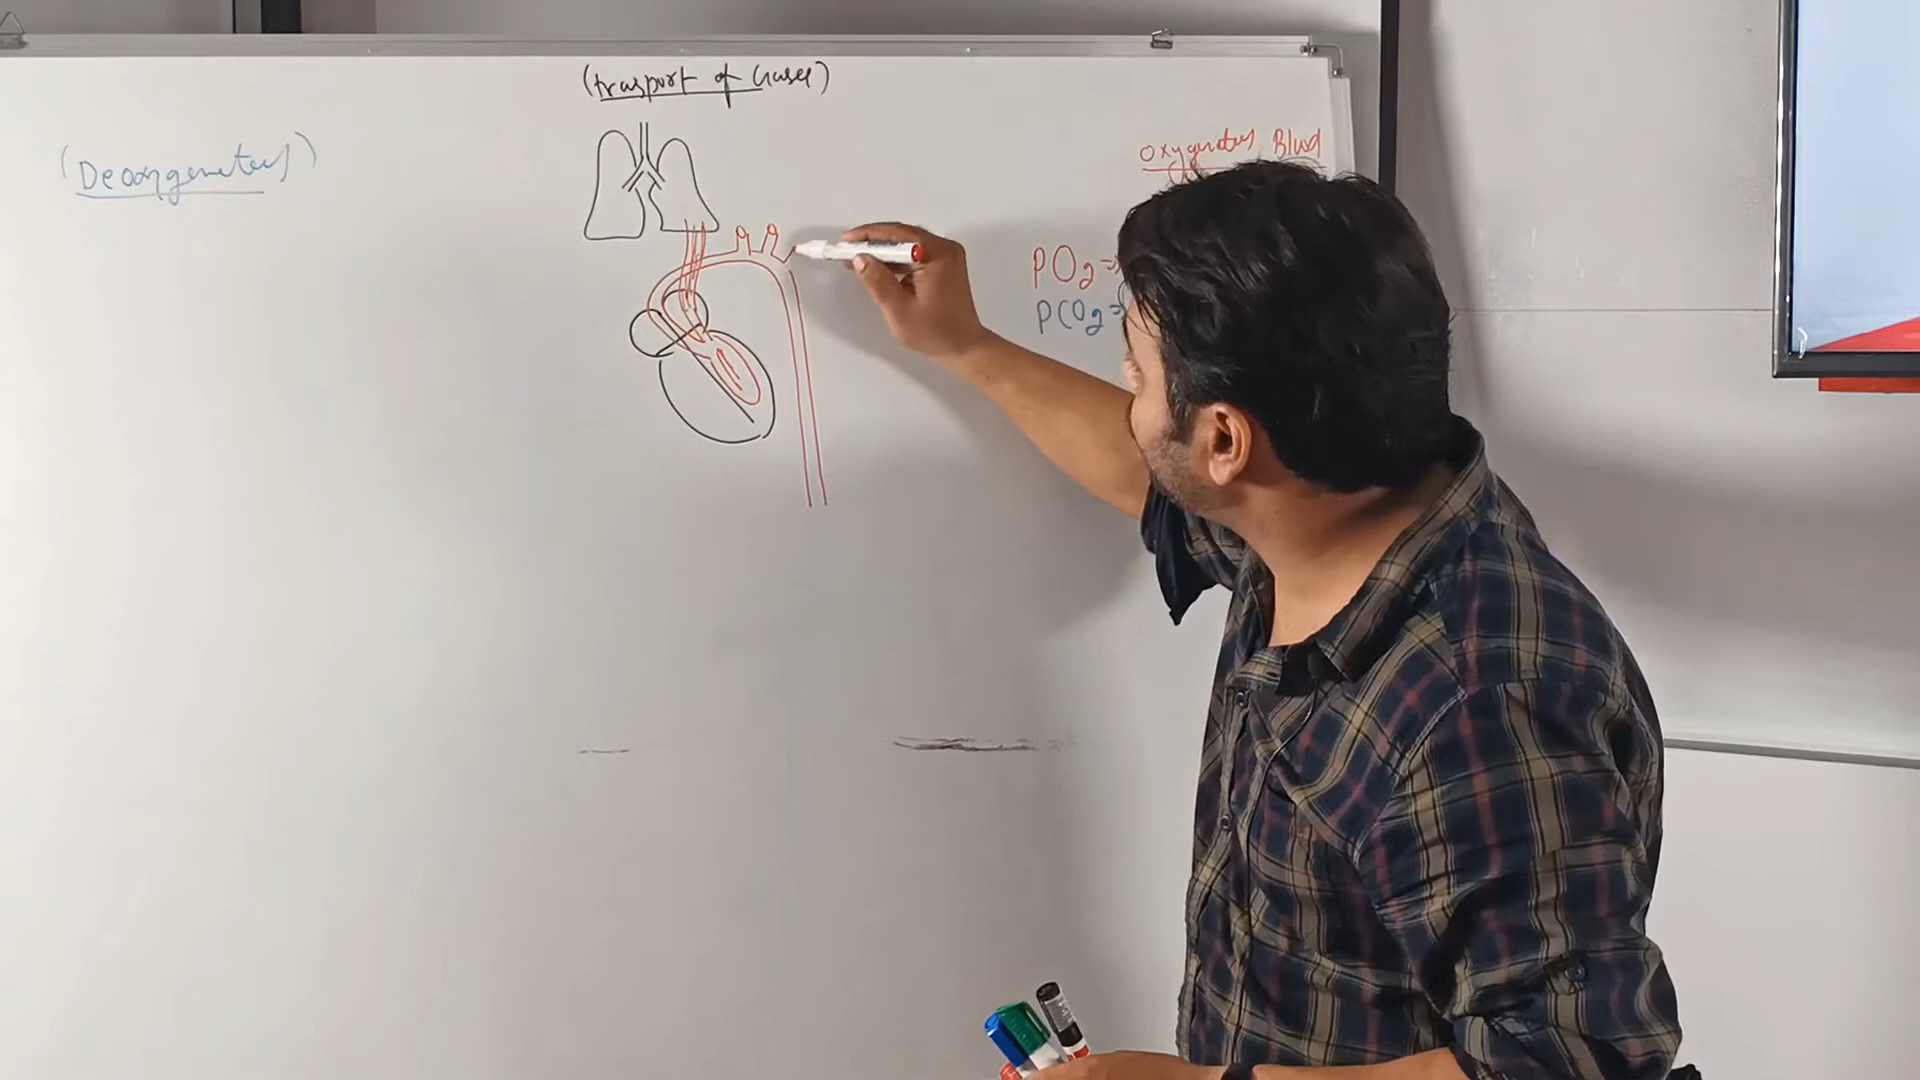 (trasport of Gases)
(Deoxygenated)
Oxygenated Blood
PO2 =
PCO2 =